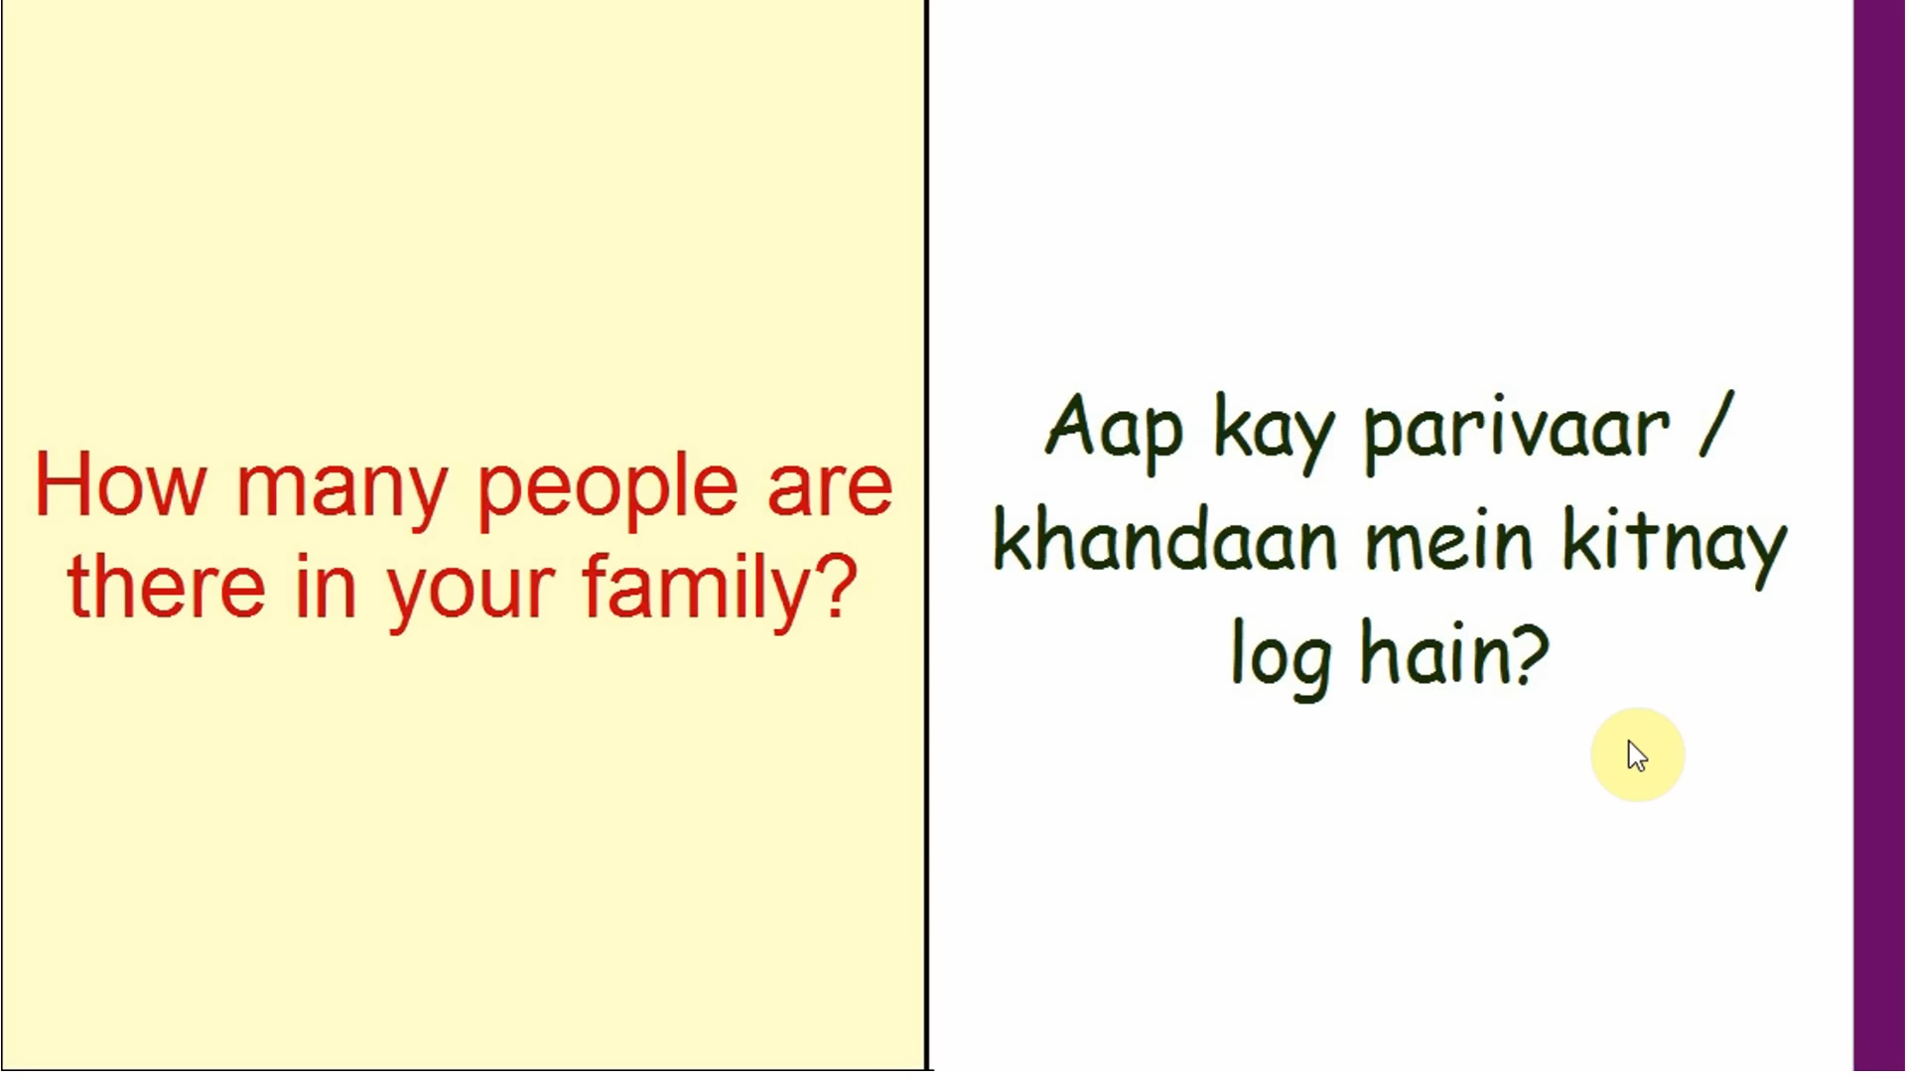 How many people are
there in your family?
Aap kay parivaar /
khandaan mein kitnay
log hain?